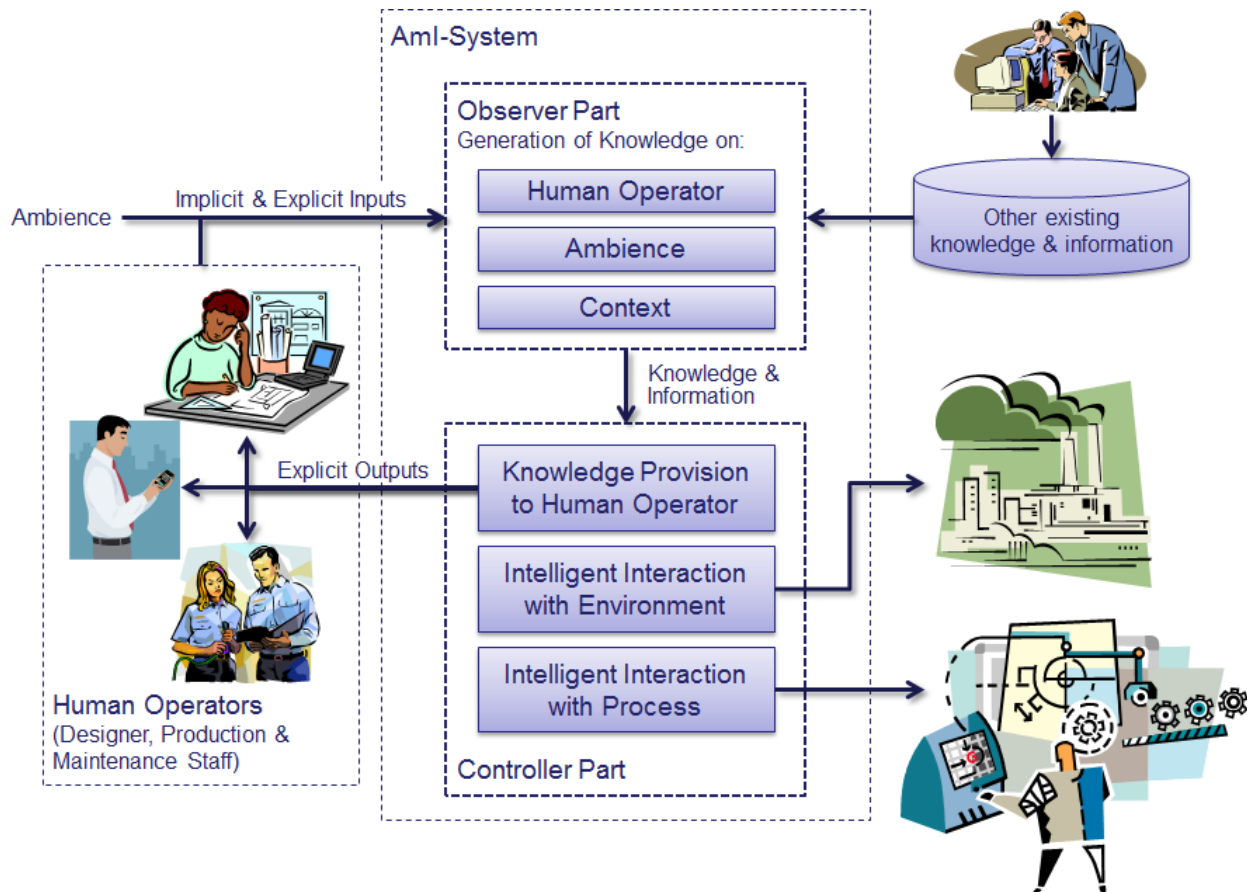 AmI-System
Observer Part
Generation of Knowledge on:
Human Operator
Ambience
Context
Implicit & Explicit Inputs
Ambience
Other existing
knowledge & information
Knowledge &
Information
Knowledge Provision
to Human Operator
Explicit Outputs
Intelligent Interaction
with Environment
Intelligent Interaction
with Process
Controller Part
Human Operators
(Designer, Production &
Maintenance Staff)
G